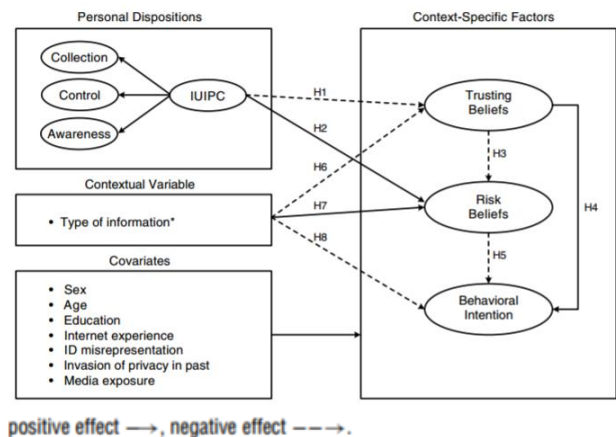 Personal Dispositions
Collection
Control
Awareness
IUIPC
Contextual Variable
• Type of information*
Covariates
• Sex
• Age
• Education
• Internet experience
• ID misrepresentation
• Invasion of privacy in past
• Media exposure
H1
H2
H6
H7
H8
Context-Specific Factors
Trusting
Beliefs
H3
Risk
Beliefs
H4
H5
Behavioral
Intention
positive effect —→, negative effect ---→.